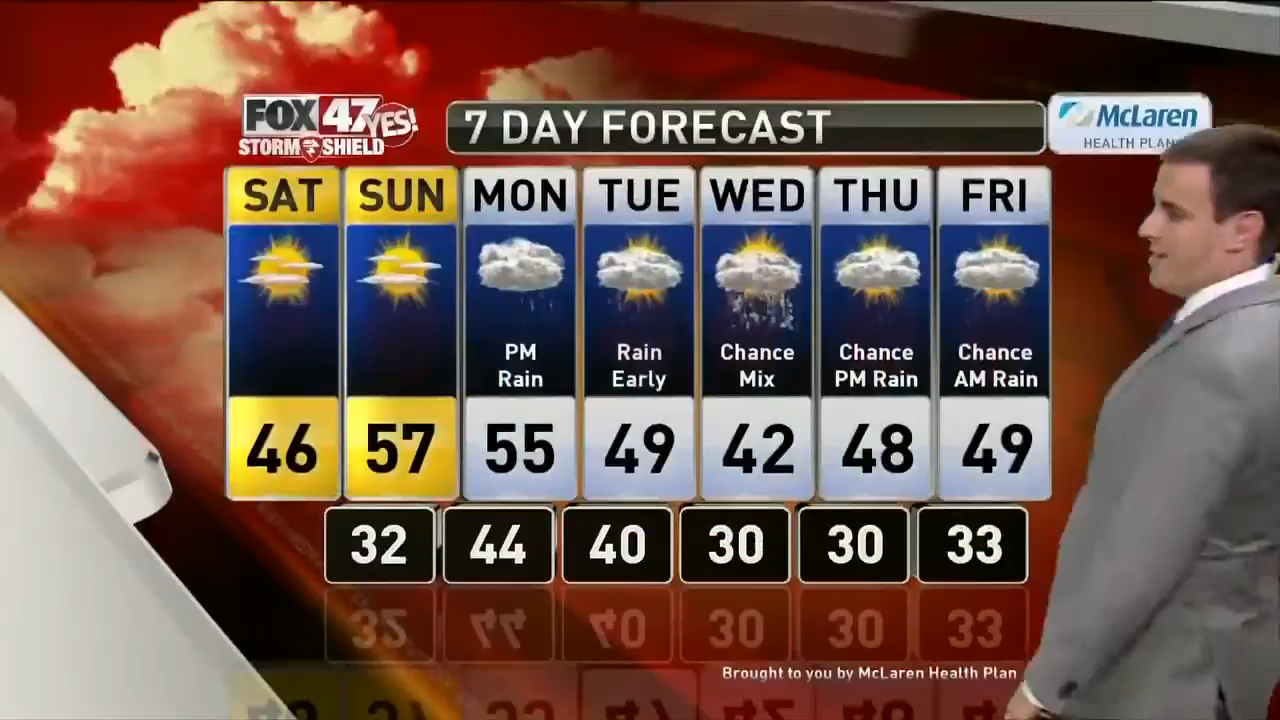 FOX 47 YES!
STORM SHIELD
7 DAY FORECAST
McLaren
HEALTH PLAN
SAT SUN MON TUE WED THU FRI
PM Rain
Rain Early
Chance Mix
Chance PM Rain
Chance AM Rain
46 57 55 49 42 48 49
32 44 40 30 30 33
Brought to you by McLaren Health Plan